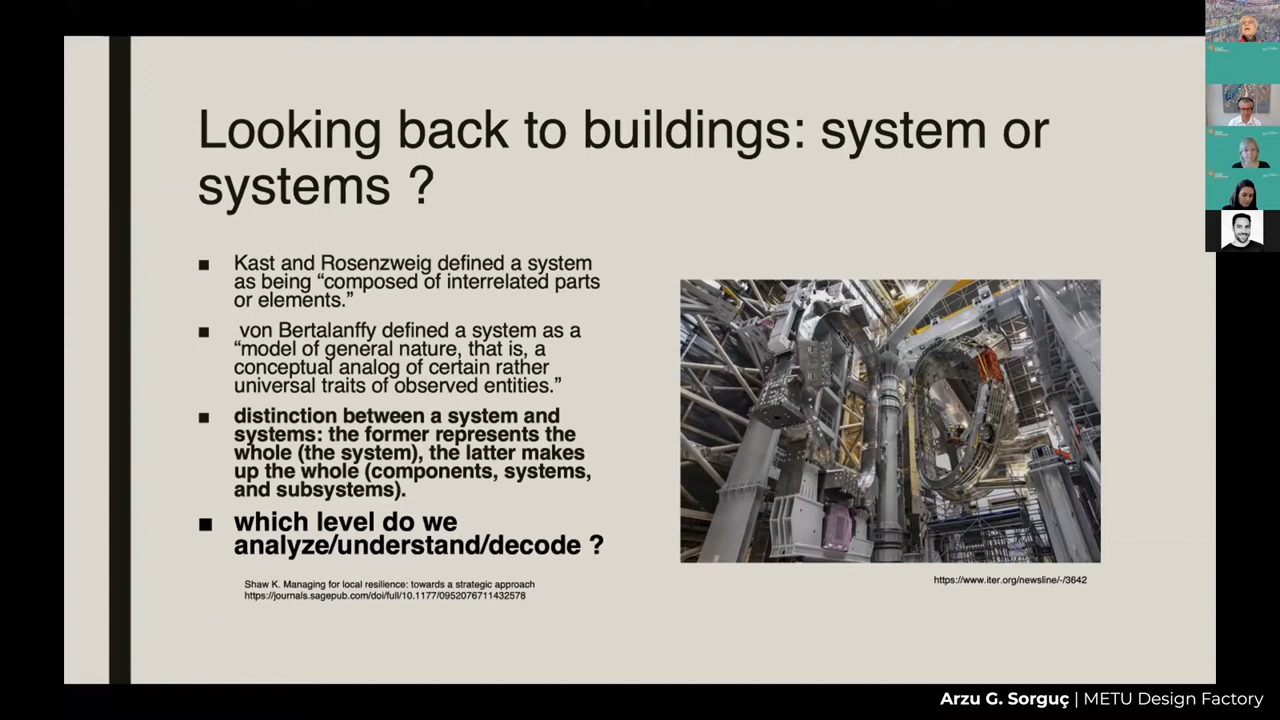 Looking back to buildings: system or
systems ?
■ Kast and Rosenzweig defined a system
as being “composed of interrelated parts
or elements.”
■ von Bertalanffy defined a system as a
“model of general nature, that is, a
conceptual analog of certain rather
universal traits of observed entities.”
■ distinction between a system and
systems: the former represents the
whole (the system), the latter makes
up the whole (components, systems,
and subsystems).
■ which level do we
analyze/understand/decode ?
Shaw K. Managing for local resilience: towards a strategic approach
https://journals.sagepub.com/doi/full/10.1177/0952076711432578
https://www.iter.org/newsline/-/3642
Arzu G. Sorguç | METU Design Factory